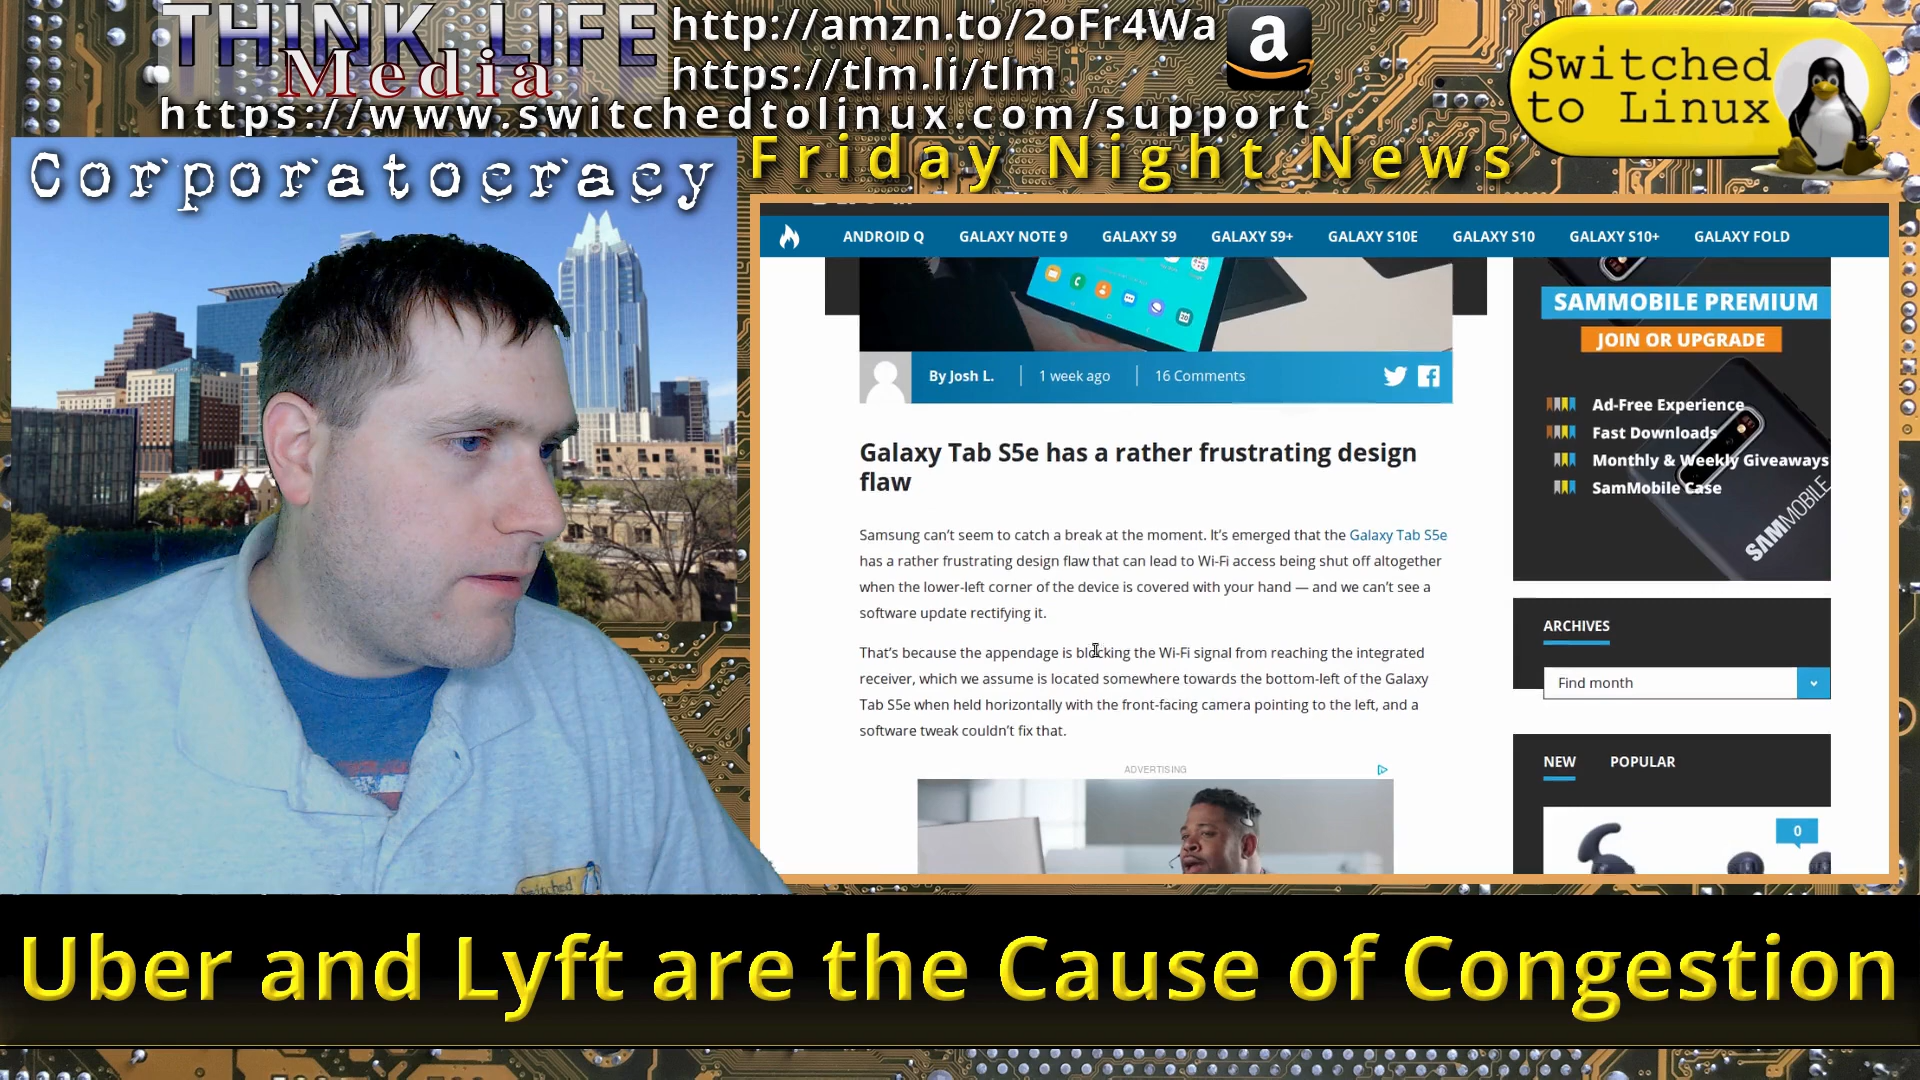 THINK LIFE
Media
http://amzn.to/2oFr4Wa
https://tlm.li/tlm
https://www.switchedtolinux.com/support
a
Switched
to Linux
Corporatocracy
Friday Night News
ANDROID Q GALAXY NOTE 9 GALAXY S9 GALAXY S9+ GALAXY S10E GALAXY S10 GALAXY S10+ GALAXY FOLD
By Josh L. 1 week ago 16 Comments
Galaxy Tab S5e has a rather frustrating design
flaw
Samsung can’t seem to catch a break at the moment. It’s emerged that the Galaxy Tab S5e
has a rather frustrating design flaw that can lead to Wi-Fi access being shut off altogether
when the lower-left corner of the device is covered with your hand — and we can’t see a
software update rectifying it.
That’s because the appendage is blocking the Wi-Fi signal from reaching the integrated
receiver, which we assume is located somewhere towards the bottom-left of the Galaxy
Tab S5e when held horizontally with the front-facing camera pointing to the left, and a
software tweak couldn’t fix that.
ADVERTISING
SAMMOBILE PREMIUM
JOIN OR UPGRADE
Ad-Free Experience
Fast Downloads
Monthly & Weekly Giveaways
SamMobile Case
SAMMOBILE
ARCHIVES
Find month
NEW POPULAR
0
Switched
Uber and Lyft are the Cause of Congestion